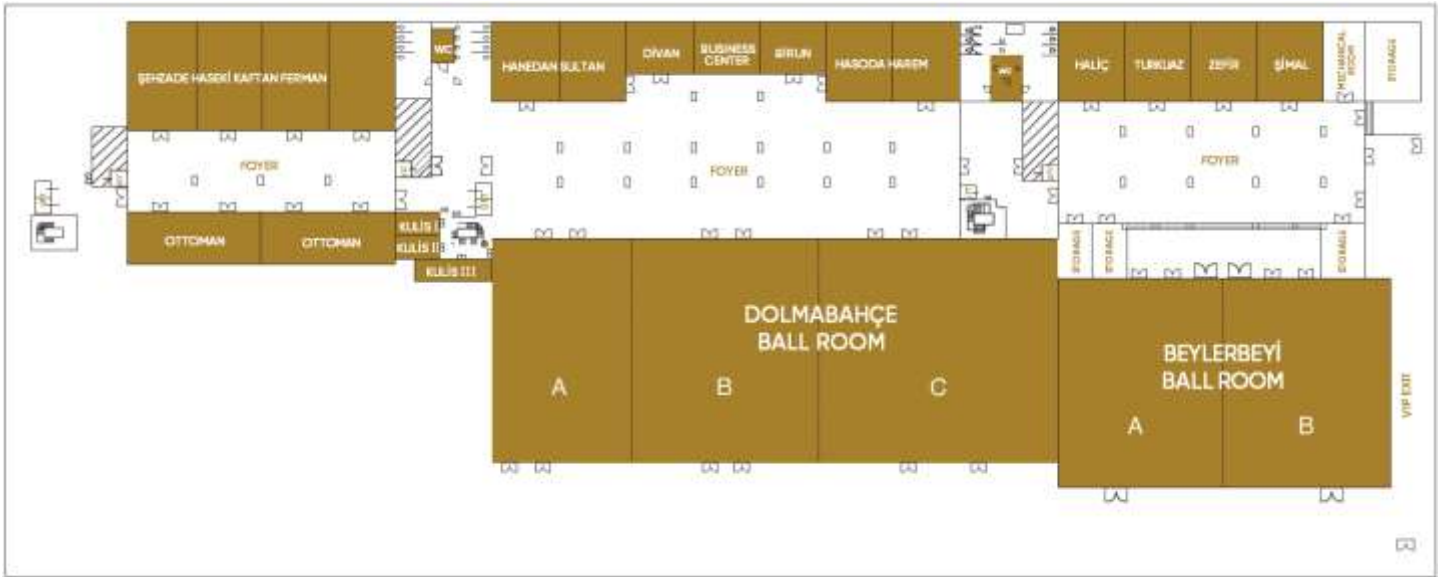 ŞEHZADE HASEKİ KAFTAN FERMAN
WC
HANEDAN SULTAN
DİVAN
BUSINESS
CENTER
BİRUN
HASODA HAREM
WC
HALİÇ
TURKUAZ
ZEFİR
ŞİMAL
MECHANICAL
ROOM
STORAGE
FOYER
FOYER
FOYER
OTTOMAN
OTTOMAN
KULİS I
KULİS II
KULİS III
STORAGE
STORAGE
STORAGE
DOLMABAHÇE
BALL ROOM
A
B
C
BEYLERBEYİ
BALL ROOM
A
B
VIP EXIT